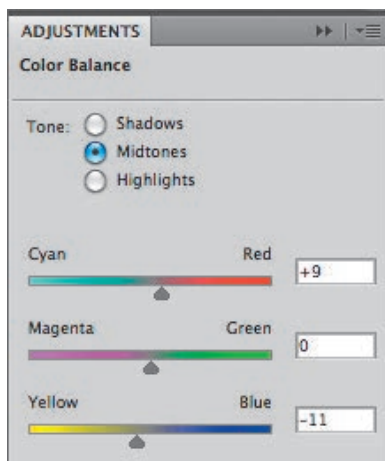 ADJUSTMENTS
Color Balance
Tone: Shadows
Midtones
Highlights
Cyan Red +9
Magenta Green 0
Yellow Blue -11